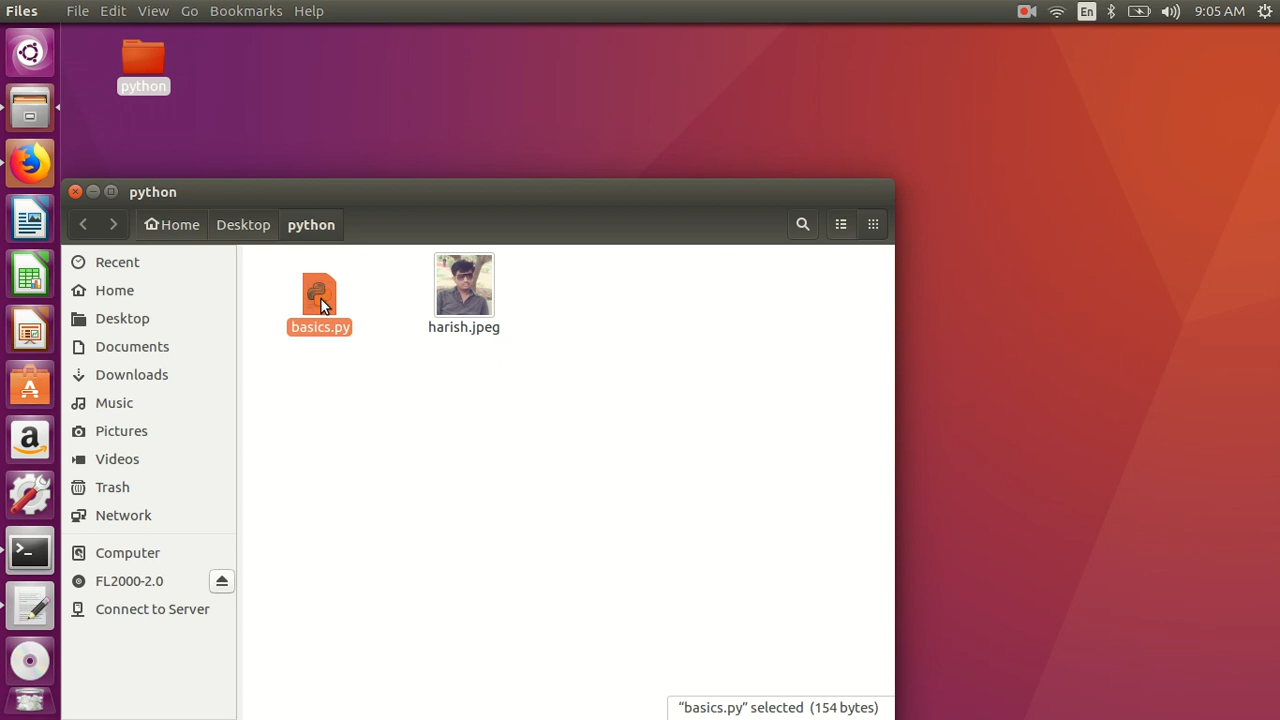 Files File Edit View Go Bookmarks Help En 9:05 AM
python
python
Home Desktop python
Recent
Home
Desktop
Documents
Downloads
Music
Pictures
Videos
Trash
Network
Computer
FL2000-2.0
Connect to Server
basics.py harish.jpeg
“basics.py” selected (154 bytes)